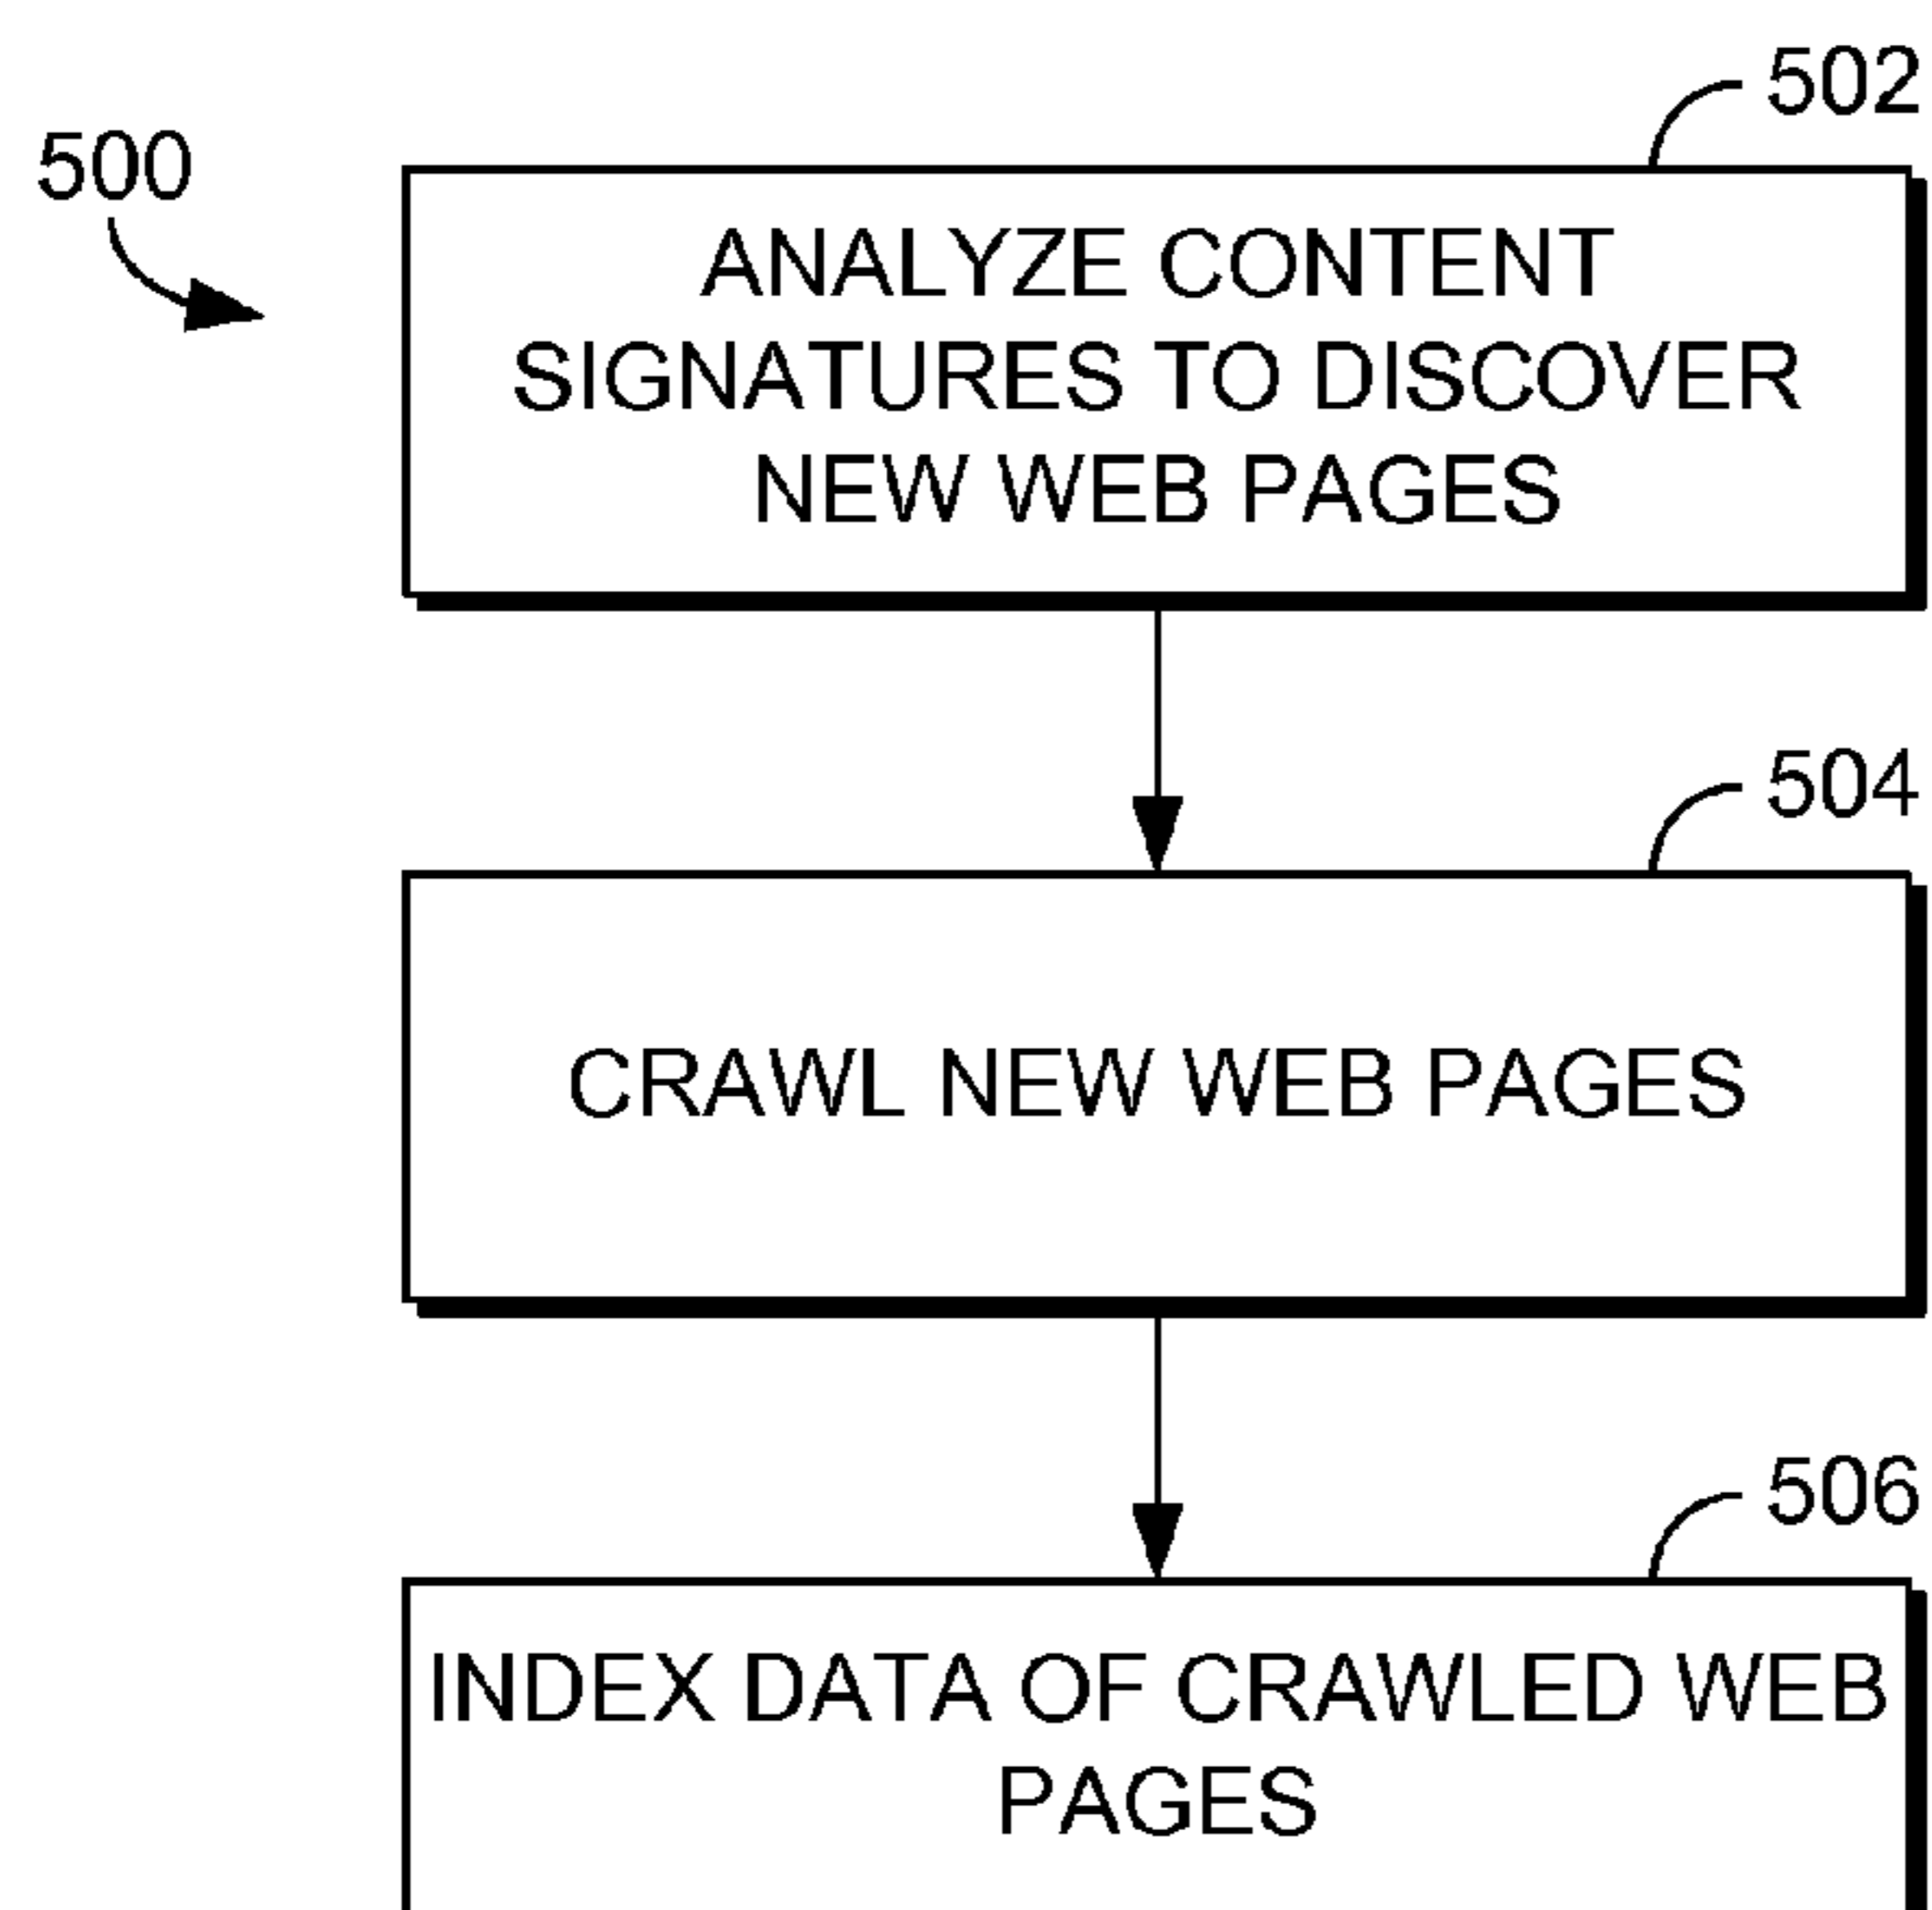 502
500
ANALYZE CONTENT
SIGNATURES TO DISCOVER
NEW WEB PAGES
504
CRAWL NEW WEB PAGES
506
INDEX DATA OF CRAWLED WEB
PAGES